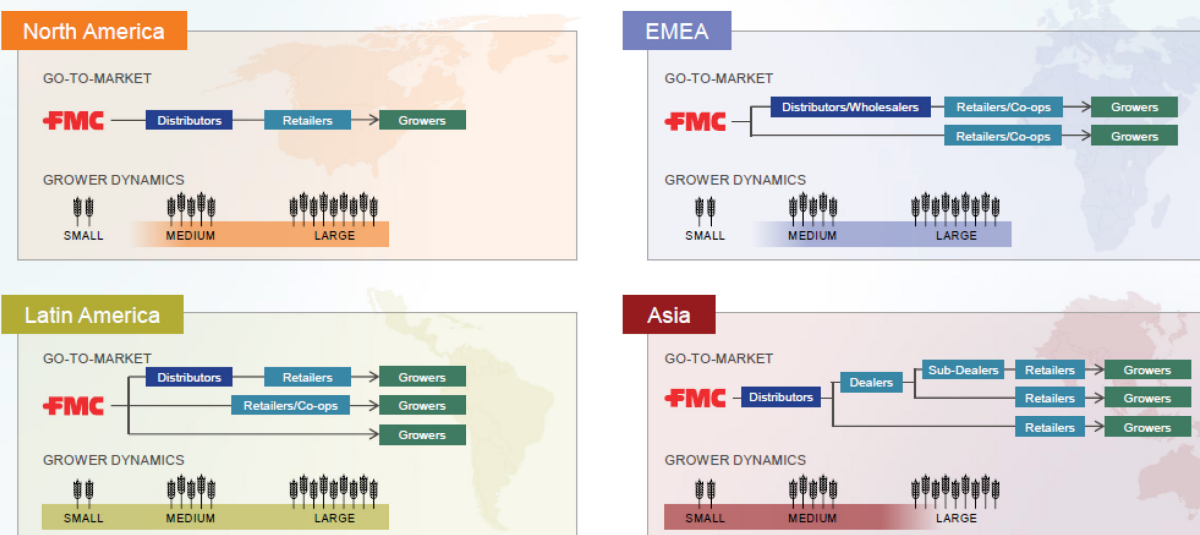 North America
GO-TO-MARKET
FMC Distributors Retailers Growers
GROWER DYNAMICS
SMALL MEDIUM LARGE
EMEA
GO-TO-MARKET
Distributors/Wholesalers Retailers/Co-ops Growers
FMC
Retailers/Co-ops Growers
GROWER DYNAMICS
SMALL MEDIUM LARGE
Latin America
GO-TO-MARKET
Distributors Retailers Growers
FMC Retailers/Co-ops Growers
Growers
GROWER DYNAMICS
SMALL MEDIUM LARGE
Asia
GO-TO-MARKET
Sub-Dealers Retailers Growers
Dealers
FMC Distributors Retailers Growers
Retailers Growers
GROWER DYNAMICS
SMALL MEDIUM LARGE